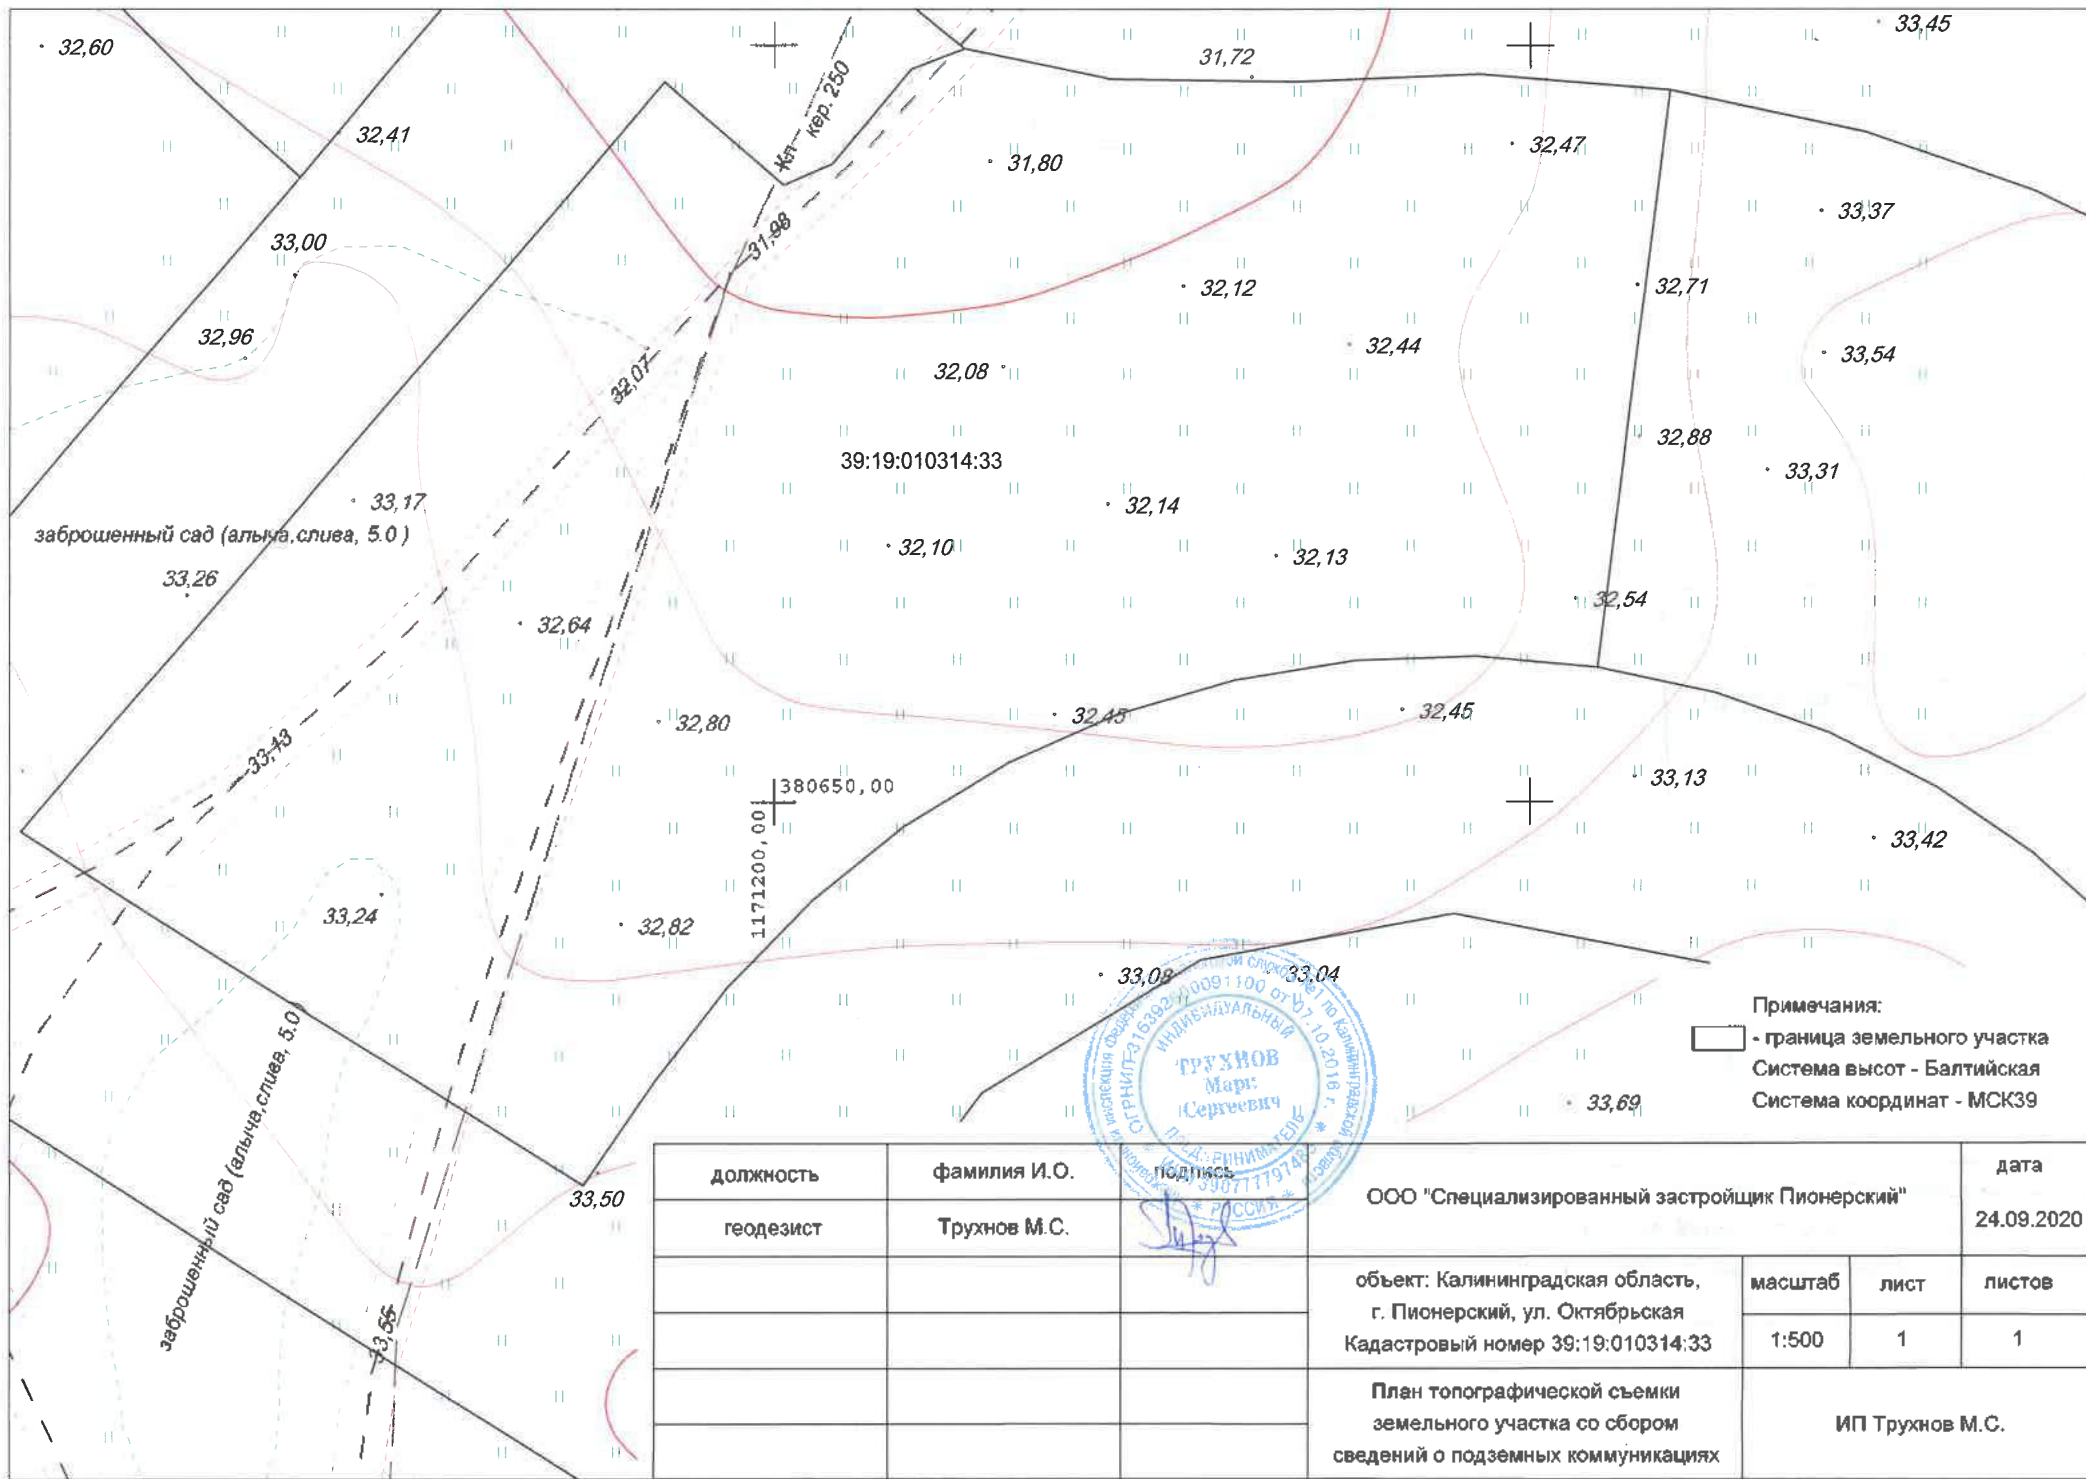 32,60
33,45
31,72
Кл кер. 250
32,41
31,80
32,47
33,37
33,00
31,98
32,12
32,71
32,96
32,44
33,54
32,07
32,08
32,88
39:19:010314:33
33,31
33,17
32,14
заброшенный сад (алыча,слива, 5.0 )
32,10
32,13
33,26
32,54
32,64
32,80
32,45
32,45
33,13
380650,00
33,13
1171200,00
33,42
33,24
32,82
33,08
33,04
33,69
заброшенный сад (алыча,слива, 5.0 )
33,50
33,55
Примечания:
- граница земельного участка
Система высот - Балтийская
Система координат - МСК39
ИНДИВИДУАЛЬНЫЙ
ТРУХНОВ
Марк
Сергеевич
ПРЕДПРИНИМАТЕЛЬ
* РОССИЯ *
должность фамилия И.О. подпись
геодезист Трухнов М.С.
ООО "Специализированный застройщик Пионерский"
дата
24.09.2020
объект: Калининградская область,
г. Пионерский, ул. Октябрьская
Кадастровый номер 39:19:010314:33
масштаб лист листов
1:500 1 1
План топографической съемки
земельного участка со сбором
сведений о подземных коммуникациях
ИП Трухнов М.С.